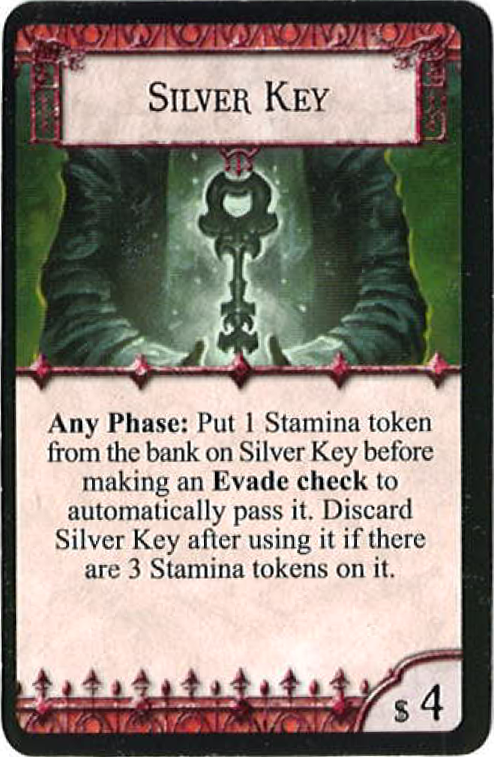 Silver Key
Any Phase: Put 1 Stamina token
from the bank on Silver Key before
making an Evade check to
automatically pass it. Discard
Silver Key after using it if there
are 3 Stamina tokens on it.
$ 4